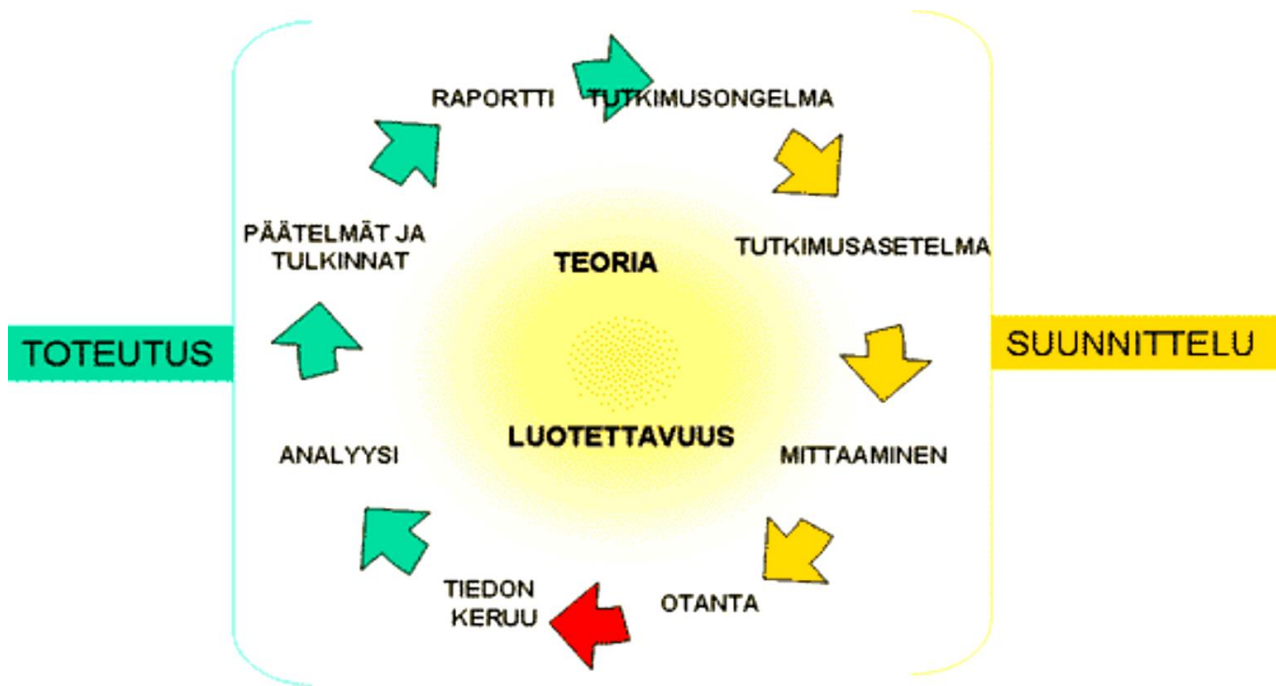 RAPORTTI
TUTKIMUSONGELMA
PÄÄTELMÄT JA
TULKINNAT
TEORIA
TUTKIMUSASETELMA
TOTEUTUS
SUUNNITTELU
LUOTETTAVUUS
ANALYYSI
MITTAAMINEN
TIEDON
KERUU
OTANTA